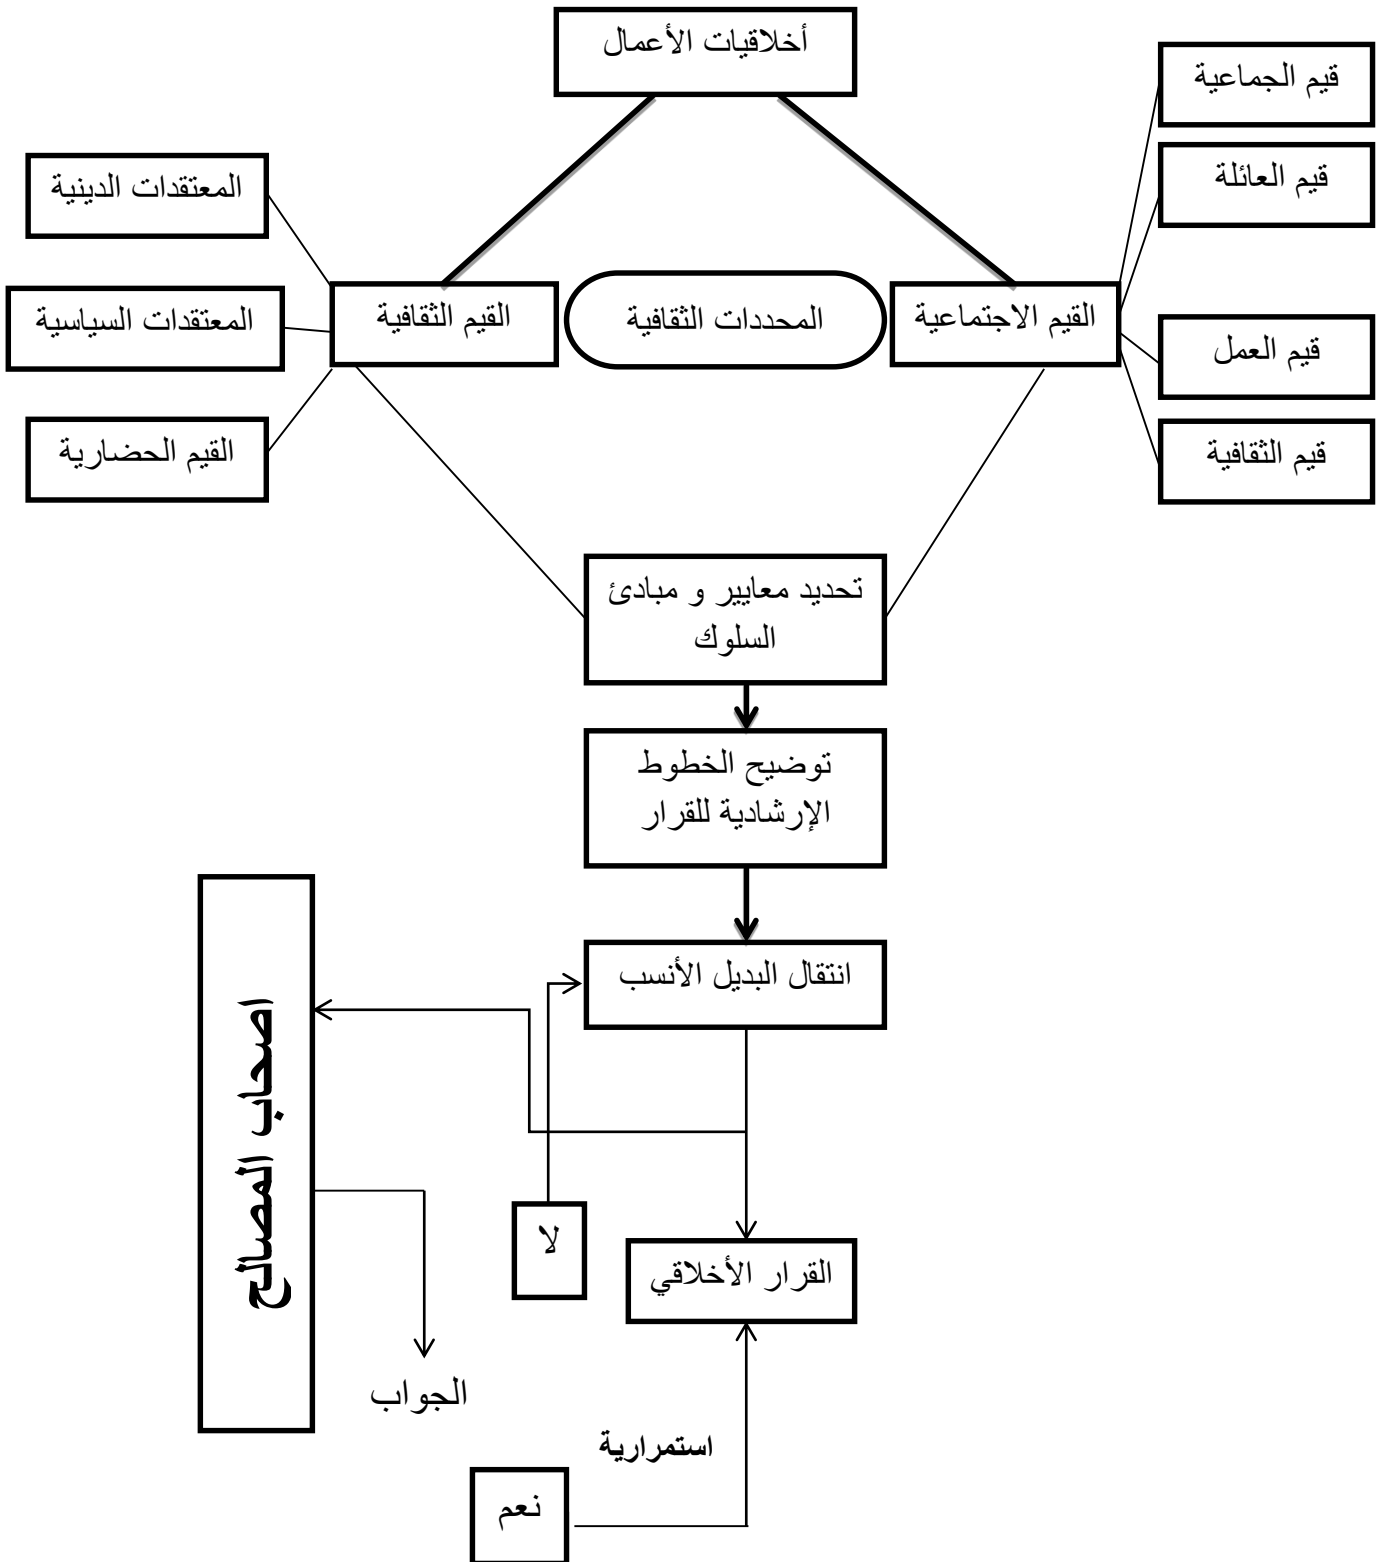 أخلاقيات الأعمال
قيم الجماعية
قيم العائلة
المعتقدات الدينية
القيم الاجتماعية
المحددات الثقافية
القيم الثقافية
المعتقدات السياسية
قيم العمل
قيم الثقافية
القيم الحضارية
تحديد معايير و مبادئ
السلوك
توضيح الخطوط
الإرشادية للقرار
انتقال البديل الأنسب
اصحاب المصالح
لا
القرار الأخلاقي
الجواب
استمرارية
نعم